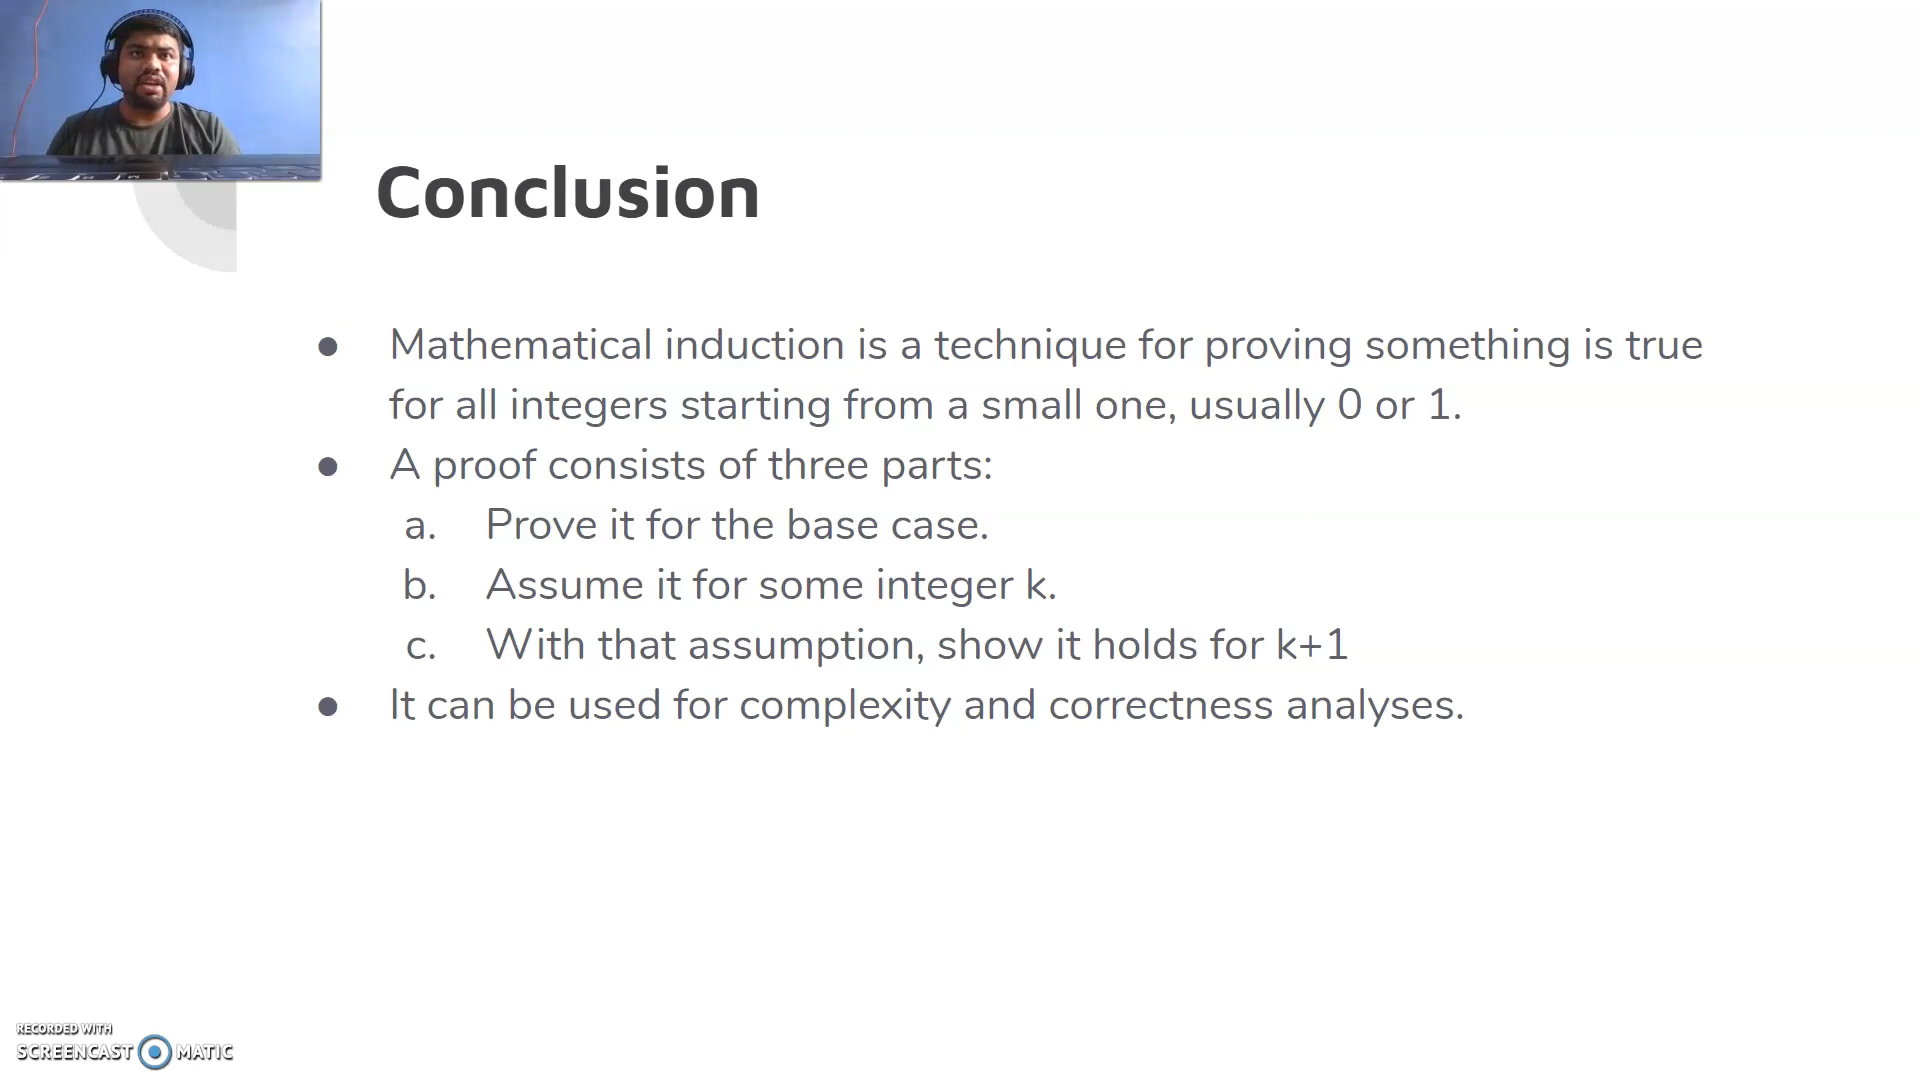 Conclusion
● Mathematical induction is a technique for proving something is true
for all integers starting from a small one, usually 0 or 1.
● A proof consists of three parts:
a. Prove it for the base case.
b. Assume it for some integer k.
c. With that assumption, show it holds for k+1
● It can be used for complexity and correctness analyses.
RECORDED WITH
SCREENCAST MATIC